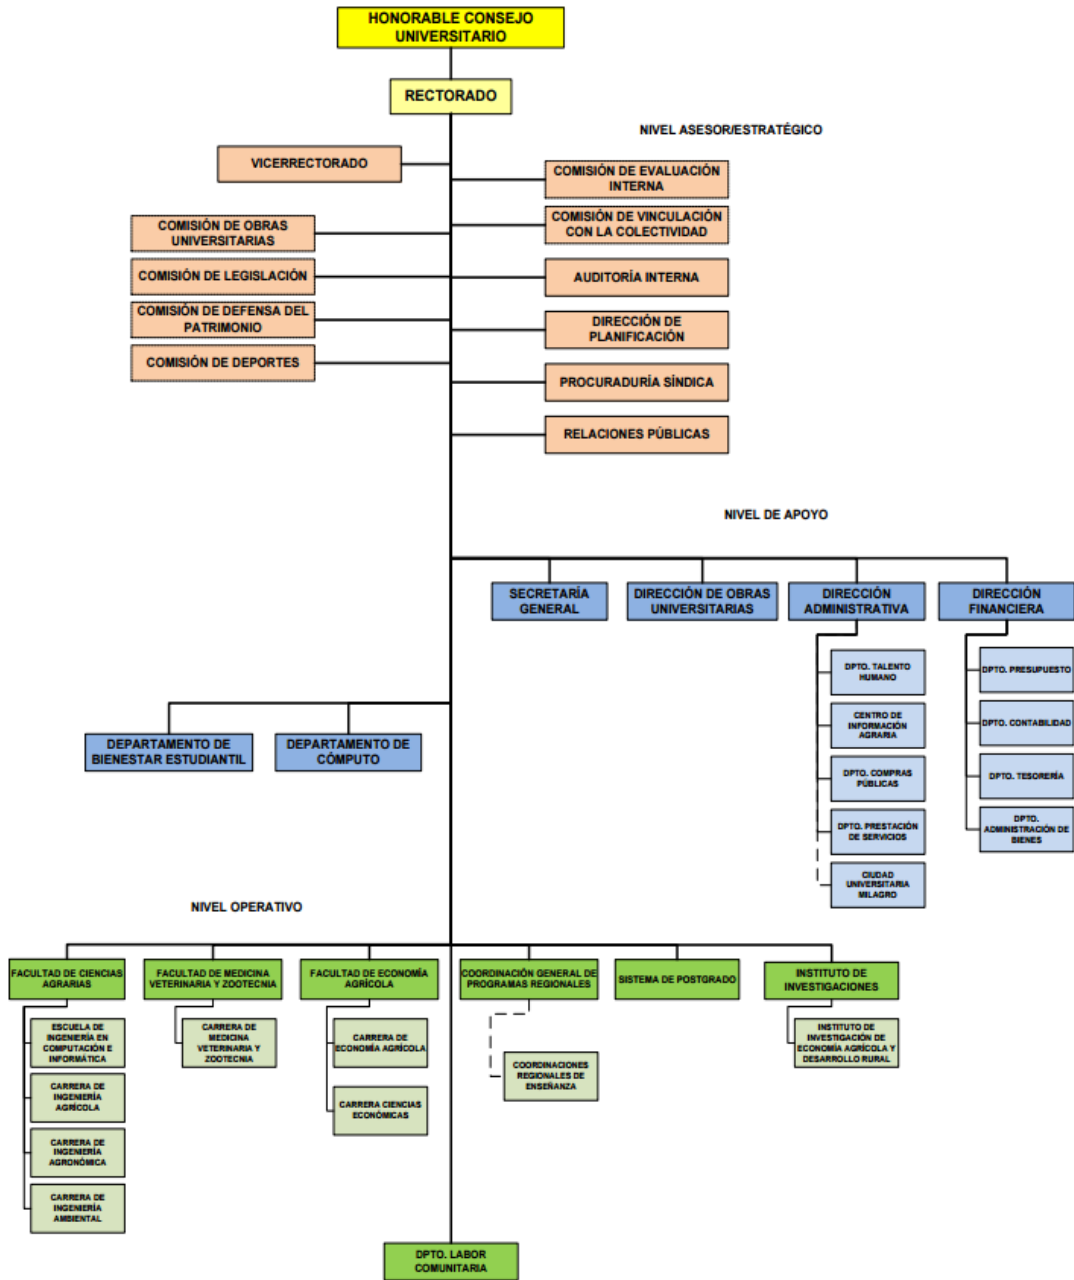 HONORABLE CONSEJO
UNIVERSITARIO
RECTORADO
NIVEL ASESOR/ESTRATÉGICO
VICERRECTORADO
COMISIÓN DE EVALUACIÓN
INTERNA
COMISIÓN DE OBRAS
UNIVERSITARIAS
COMISIÓN DE VINCULACIÓN
CON LA COLECTIVIDAD
COMISIÓN DE LEGISLACIÓN
AUDITORÍA INTERNA
COMISIÓN DE DEFENSA DEL
PATRIMONIO
DIRECCIÓN DE
PLANIFICACIÓN
COMISIÓN DE DEPORTES
PROCURADURÍA SÍNDICA
RELACIONES PÚBLICAS
NIVEL DE APOYO
SECRETARÍA
GENERAL
DIRECCIÓN DE OBRAS
UNIVERSITARIAS
DIRECCIÓN
ADMINISTRATIVA
DIRECCIÓN
FINANCIERA
DPTO. TALENTO
HUMANO
CENTRO DE
INFORMACIÓN
AGRARIA
DPTO. COMPRAS
PÚBLICAS
DPTO. PRESTACIÓN
DE SERVICIOS
CIUDAD
UNIVERSITARIA
MILAGRO
DPTO. PRESUPUESTO
DPTO. CONTABILIDAD
DPTO. TESORERÍA
DPTO.
ADMINISTRACIÓN DE
BIENES
DEPARTAMENTO DE
BIENESTAR ESTUDIANTIL
DEPARTAMENTO DE
CÓMPUTO
NIVEL OPERATIVO
FACULTAD DE CIENCIAS
AGRARIAS
FACULTAD DE MEDICINA
VETERINARIA Y ZOOTECNIA
FACULTAD DE ECONOMÍA
AGRÍCOLA
COORDINACIÓN GENERAL DE
PROGRAMAS REGIONALES
SISTEMA DE POSTGRADO
INSTITUTO DE
INVESTIGACIONES
ESCUELA DE
INGENIERÍA EN
COMPUTACIÓN E
INFORMÁTICA
CARRERA DE
INGENIERÍA
AGRÍCOLA
CARRERA DE
INGENIERÍA
AGRONÓMICA
CARRERA DE
INGENIERÍA
AMBIENTAL
CARRERA DE
MEDICINA
VETERINARIA Y
ZOOTECNIA
CARRERA DE
ECONOMÍA AGRÍCOLA
CARRERA CIENCIAS
ECONÓMICAS
COORDINACIONES
REGIONALES DE
ENSEÑANZA
INSTITUTO DE
INVESTIGACIÓN DE
ECONOMÍA AGRÍCOLA Y
DESARROLLO RURAL
DPTO. LABOR
COMUNITARIA